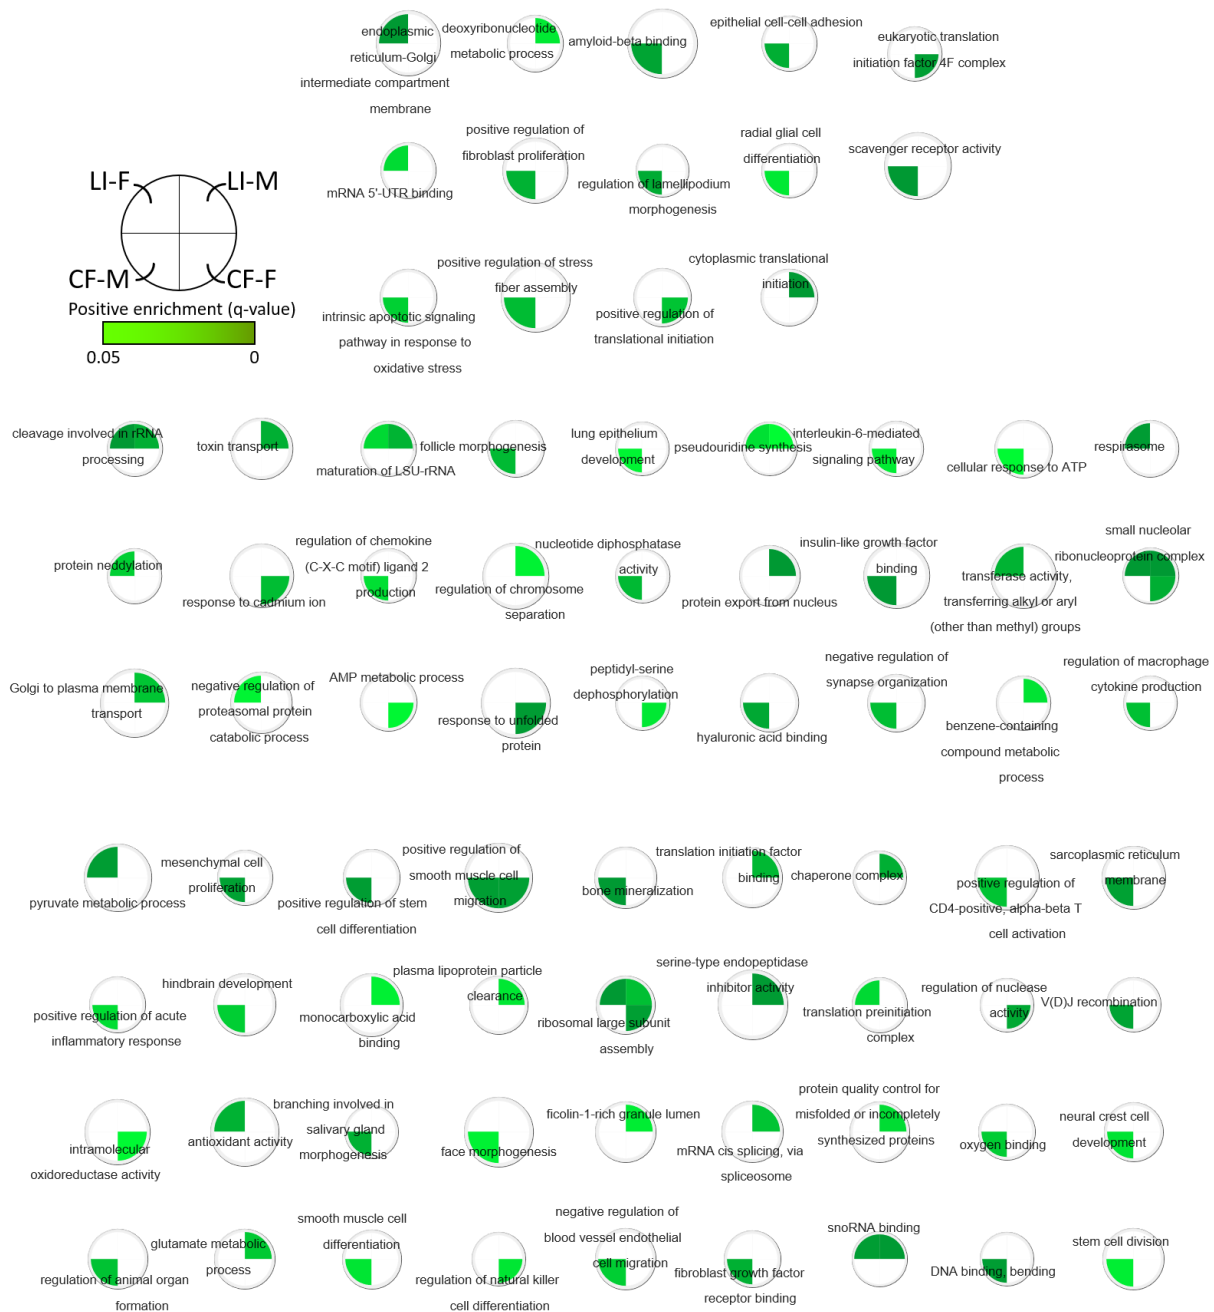 endoplasmic
reticulum-Golgi
intermediate compartment
membrane
deoxyribonucleotide
metabolic process
amyloid-beta binding
epithelial cell-cell adhesion
eukaryotic translation
initiation factor 4F complex
mRNA 5'-UTR binding
positive regulation of
fibroblast proliferation
regulation of lamellipodium
morphogenesis
radial glial cell
differentiation
scavenger receptor activity
LI-F
LI-M
CF-M
CF-F
Positive enrichment (q-value)
0.05
0
intrinsic apoptotic signaling
pathway in response to
oxidative stress
positive regulation of stress
fiber assembly
positive regulation of
translational initiation
cytoplasmic translational
initiation
cleavage involved in rRNA
processing
toxin transport
maturation of LSU-rRNA
follicle morphogenesis
lung epithelium
development
pseudouridine synthesis
interleukin-6-mediated
signaling pathway
cellular response to ATP
respirasome
protein neddylation
response to cadmium ion
regulation of chemokine
(C-X-C motif) ligand 2
production
regulation of chromosome
separation
nucleotide diphosphatase
activity
protein export from nucleus
insulin-like growth factor
binding
transferase activity,
transferring alkyl or aryl
(other than methyl) groups
small nucleolar
ribonucleoprotein complex
Golgi to plasma membrane
transport
negative regulation of
proteasomal protein
catabolic process
AMP metabolic process
response to unfolded
protein
peptidyl-serine
dephosphorylation
hyaluronic acid binding
negative regulation of
synapse organization
benzene-containing
compound metabolic
process
regulation of macrophage
cytokine production
pyruvate metabolic process
mesenchymal cell
proliferation
positive regulation of stem
cell differentiation
positive regulation of
smooth muscle cell
migration
bone mineralization
translation initiation factor
binding
chaperone complex
positive regulation of
CD4-positive, alpha-beta T
cell activation
sarcoplasmic reticulum
membrane
positive regulation of acute
inflammatory response
hindbrain development
monocarboxylic acid
binding
plasma lipoprotein particle
clearance
ribosomal large subunit
assembly
serine-type endopeptidase
inhibitor activity
translation preinitiation
complex
regulation of nuclease
activity
V(D)J recombination
intramolecular
oxidoreductase activity
antioxidant activity
branching involved in
salivary gland
morphogenesis
face morphogenesis
ficolin-1-rich granule lumen
mRNA cis splicing, via
spliceosome
protein quality control for
misfolded or incompletely
synthesized proteins
oxygen binding
neural crest cell
development
regulation of animal organ
formation
glutamate metabolic
process
smooth muscle cell
differentiation
regulation of natural killer
cell differentiation
negative regulation of
blood vessel endothelial
cell migration
fibroblast growth factor
receptor binding
snoRNA binding
DNA binding, bending
stem cell division